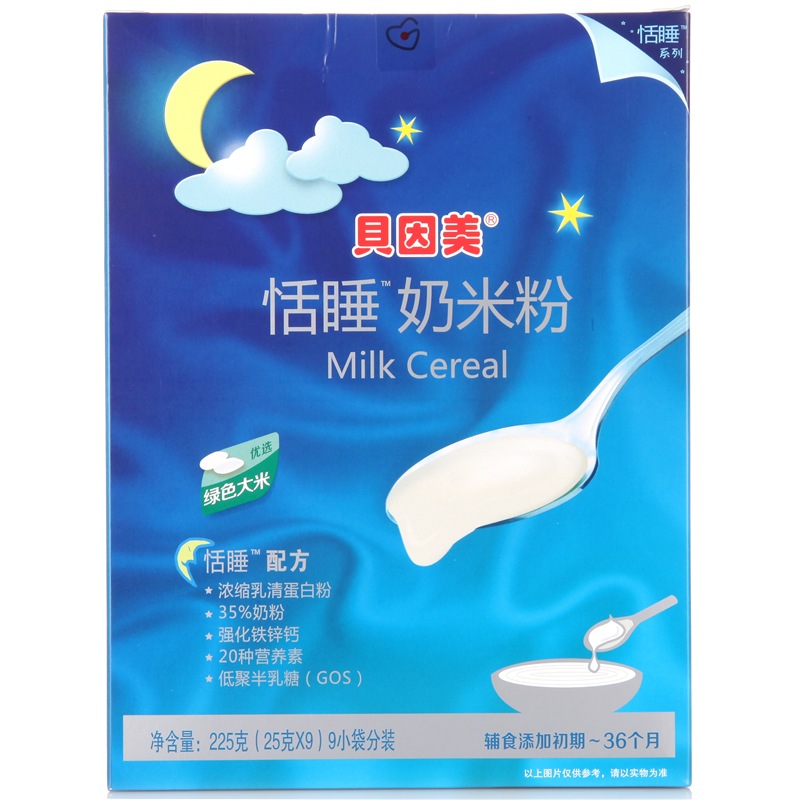 恬睡™
系列
貝因美®
恬睡™奶米粉
Milk Cereal
优选
绿色大米
恬睡™配方
★浓缩乳清蛋白粉
★35%奶粉
★强化铁锌钙
★20种营养素
★低聚半乳糖（GOS）
净含量：225克（25克X9）9小袋分装
辅食添加初期~36个月
以上图片仅供参考，请以实物为准